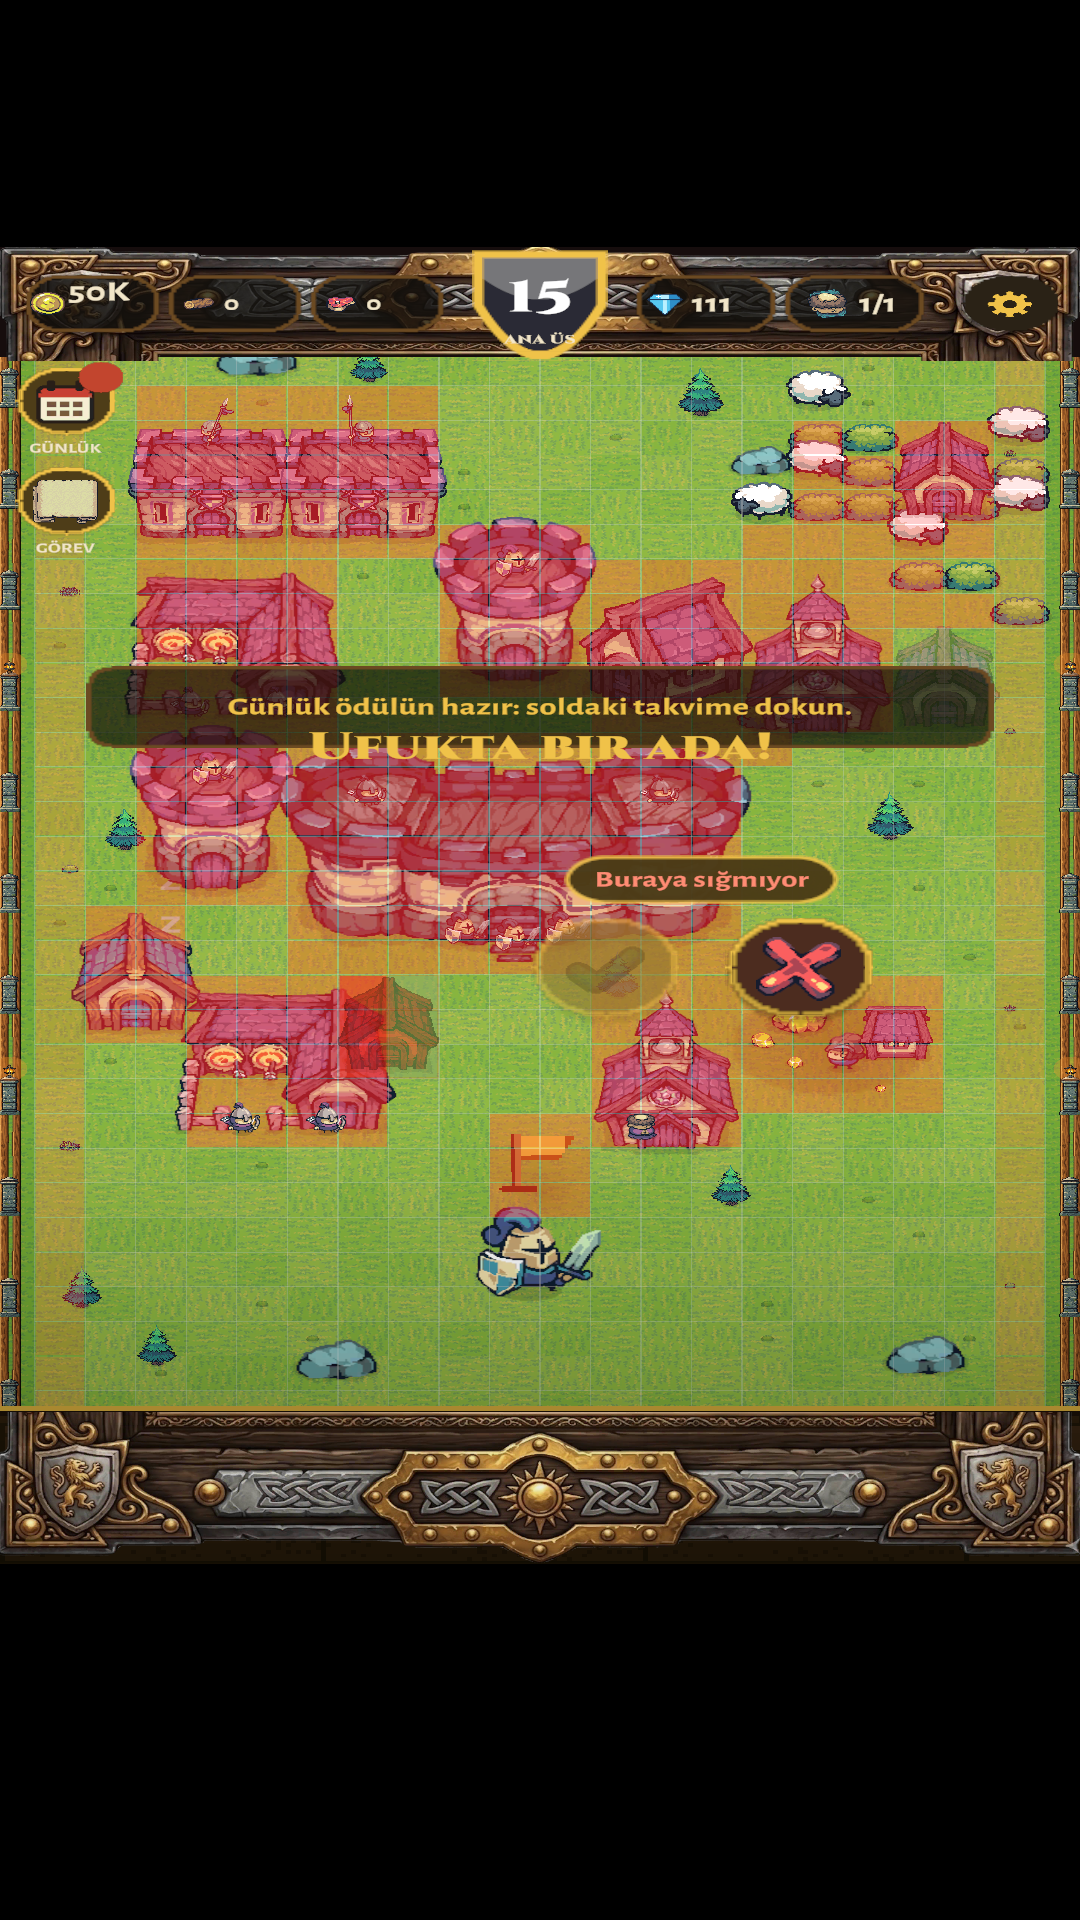 50K
0
0
15
ANA ÜS
111
1/1
GÜNLÜK
GÖREV
Günlük ödülün hazır: soldaki takvime dokun.
UFUKTA BIR ADA!
Buraya sığmıyor
Z